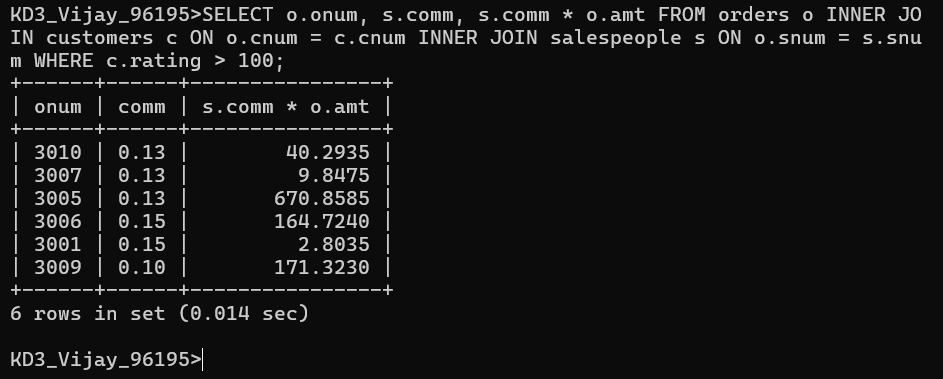 KD3_Vijay_96195>SELECT o.onum, s.comm, s.comm * o.amt FROM orders o INNER JO
IN customers c ON o.cnum = c.cnum INNER JOIN salespeople s ON o.snum = s.snu
m WHERE c.rating > 100;
+------+------+---------------+
| onum | comm | s.comm * o.amt |
+------+------+---------------+
| 3010 | 0.13 |        40.2935 |
| 3007 | 0.13 |         9.8475 |
| 3005 | 0.13 |       670.8585 |
| 3006 | 0.15 |       164.7240 |
| 3001 | 0.15 |         2.8035 |
| 3009 | 0.10 |       171.3230 |
+------+------+---------------+
6 rows in set (0.014 sec)
KD3_Vijay_96195>